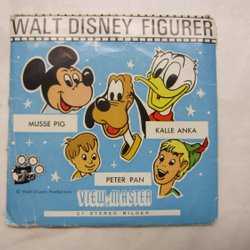 WALT DISNEY FIGURER
MUSSE PIG
KALLE ANKA
PETER PAN
© Walt Disney Productions
VIEW-MASTER
21 STEREO BILDER